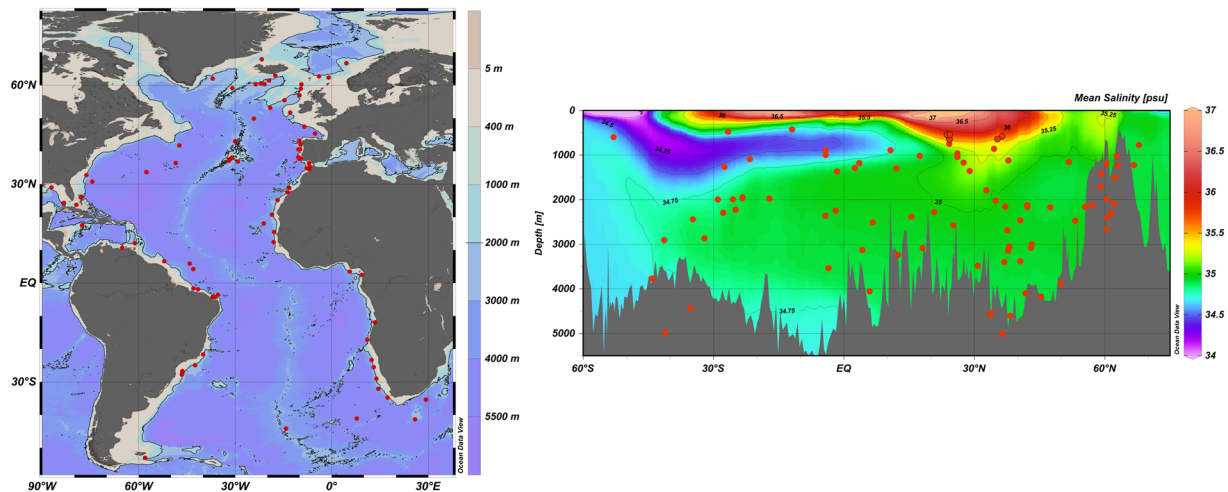 60°N
30°N
EQ
30°S
90°W
60°W
30°W
0°
30°E
5 m
400 m
1000 m
2000 m
3000 m
4000 m
5500 m
Ocean Data View
Mean Salinity [psu]
0
1000
2000
3000
4000
5000
Depth [m]
60°S
30°S
EQ
30°N
60°N
34.5
34.25
34.75
36
36.5
35.5
37
36.5
36
35.25
35.25
35
34.75
37
36.5
36
35.5
35
34.5
34
Ocean Data View